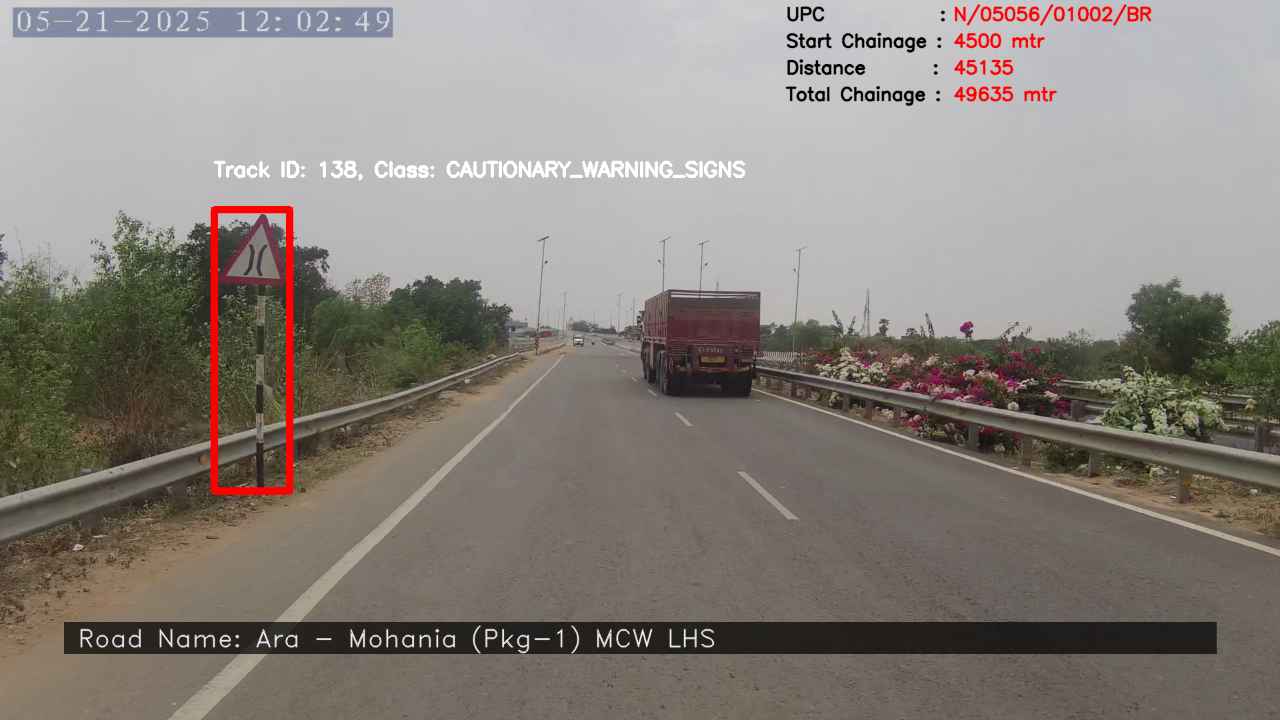 05-21-2025 12:02:49
UPC : N/05056/01002/BR
Start Chainage : 4500 mtr
Distance : 45135
Total Chainage : 49635 mtr
Track ID: 138, Class: CAUTIONARY_WARNING_SIGNS
Road Name: Ara - Mohania (Pkg-1) MCW LHS